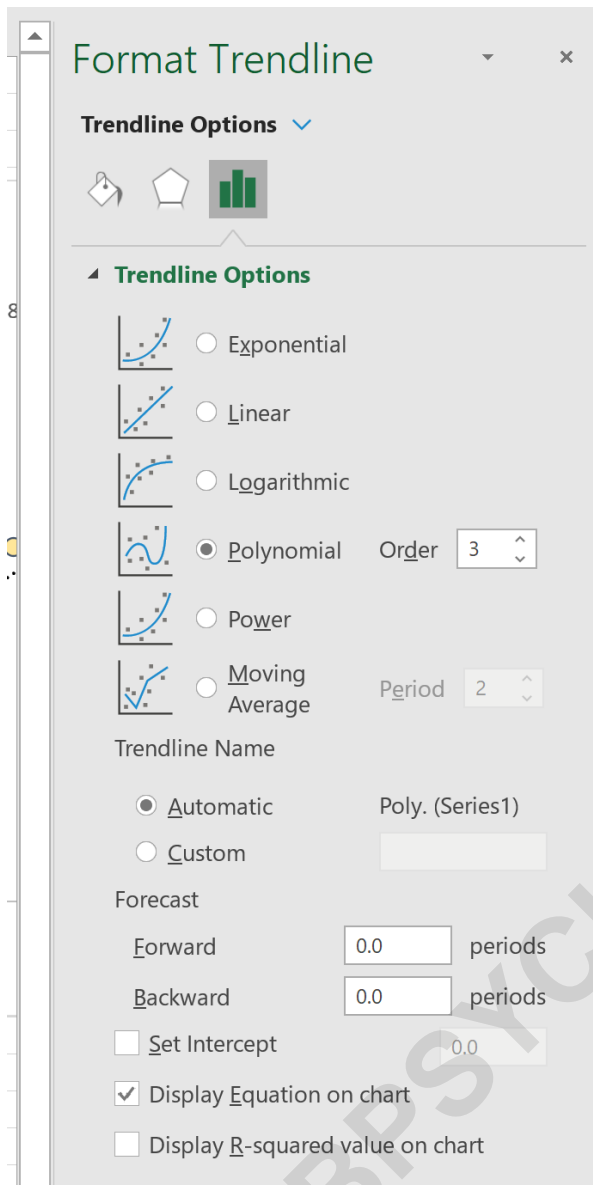 Format Trendline
Trendline Options
Trendline Options
8
Exponential
Linear
Logarithmic
Polynomial Order 3
Power
Moving
Average Period 2
Trendline Name
Automatic Poly. (Series1)
Custom
Forecast
Forward 0.0 periods
Backward 0.0 periods
Set Intercept 0.0
Display Equation on chart
Display R-squared value on chart